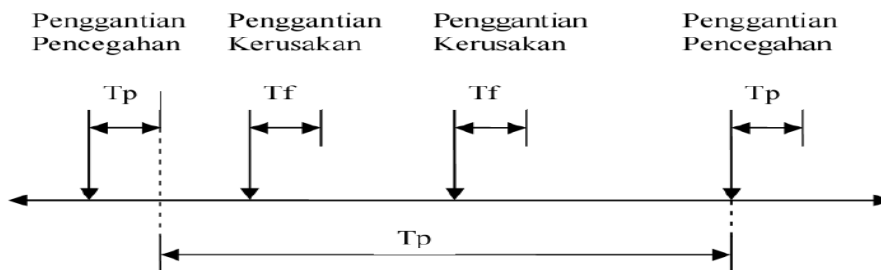 Penggantian Pencegahan
Penggantian Kerusakan
Penggantian Kerusakan
Penggantian Pencegahan
Tp
Tf
Tf
Tp
Tp